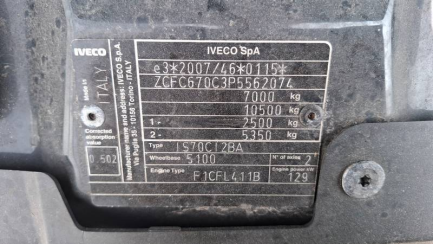 IVECO
IVECO SpA
e3*2007/46*0115*
ZCFC670C3P5562074
7000 kg
10500 kg
1- 2500 kg
2- 5350 kg
Type IS70CI2BA
Wheelbase 5100 N° of axles 2
Engine type F1CFL411B Engine power kW 129
Made in ITALY
Corrected absorption value
0.502
Manufacturer name and address: IVECO S.p.A.
Via Puglia 35 - 10156 Torino - ITALY